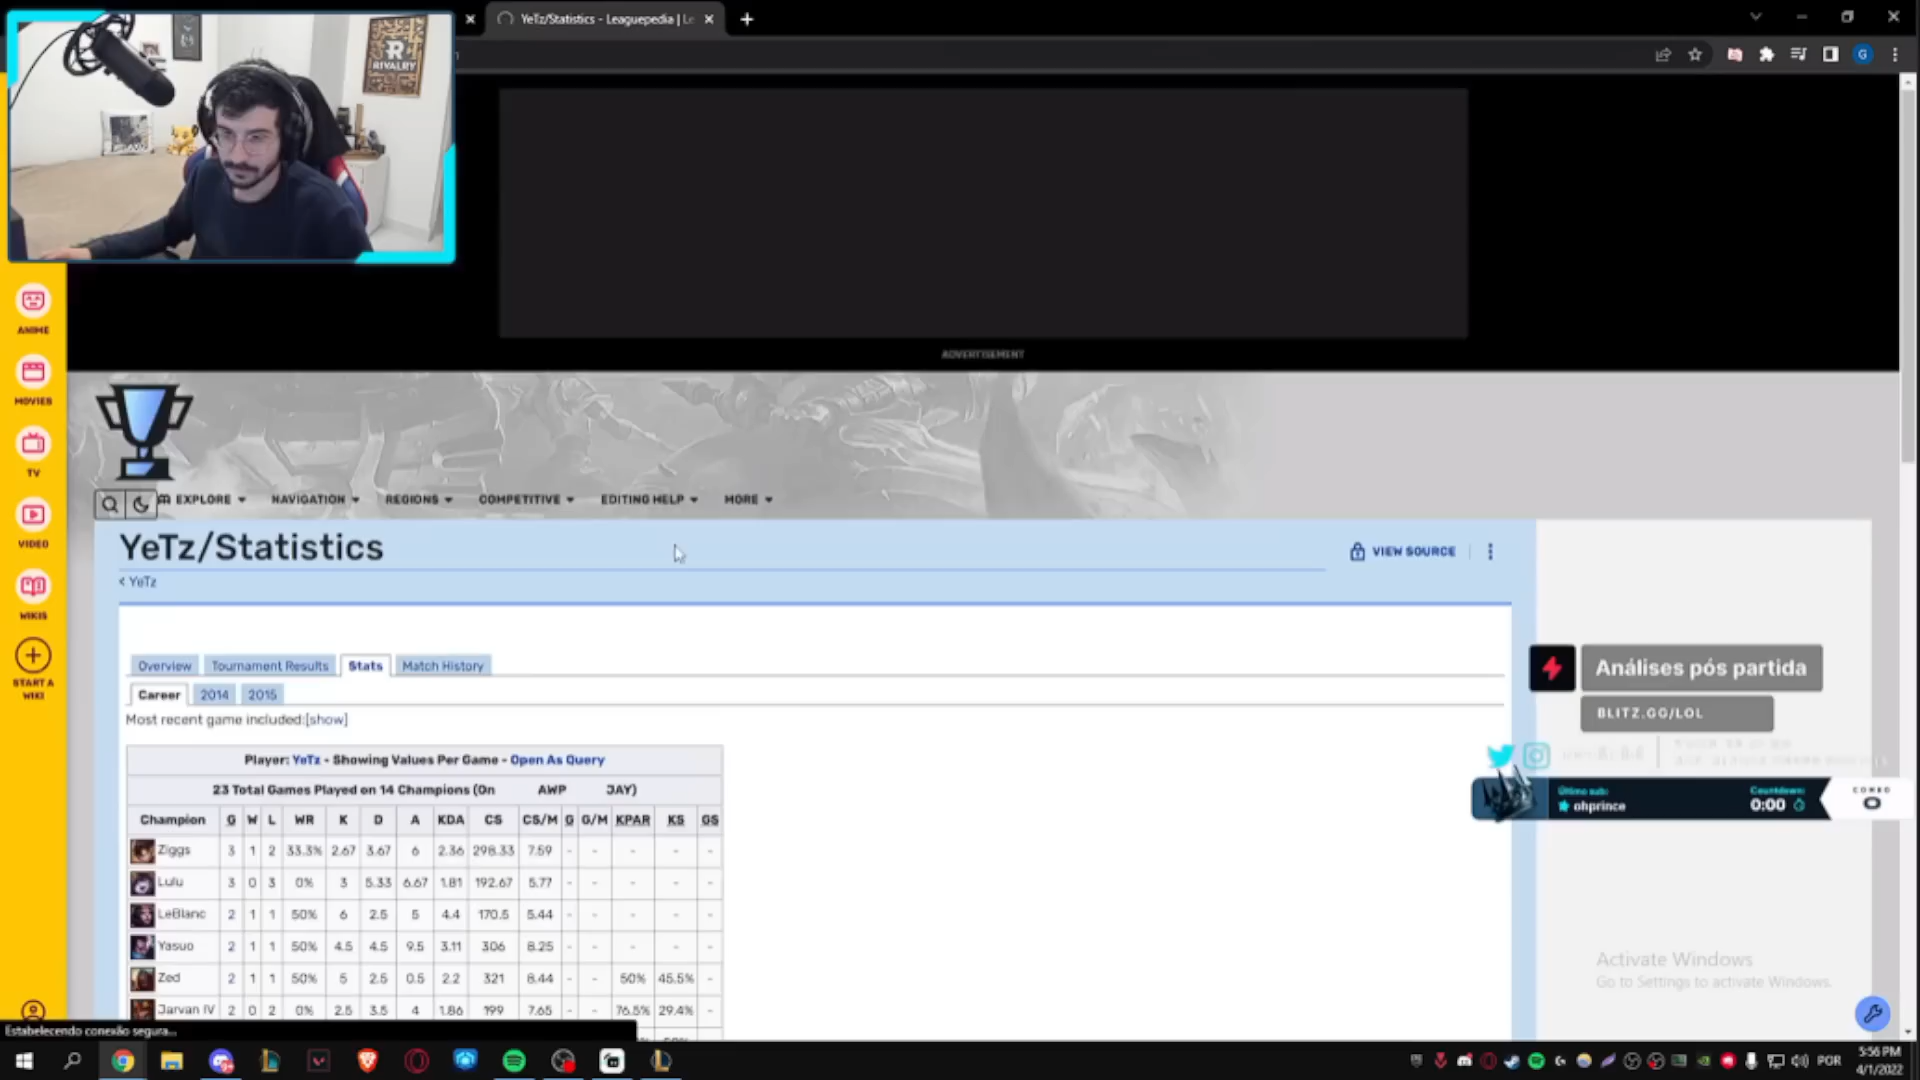 YeTz/Statistics - Leaguepedia | Le
RIVALRY
ADVERTISEMENT
ANIME
MOVIES
TV
VIDEO
WIKIS
START A
WIKI
EXPLORE NAVIGATION REGIONS COMPETITIVE EDITING HELP MORE
YeTz/Statistics
VIEW SOURCE
< YeTz
Overview Tournament Results Stats Match History
Career 2014 2015
Most recent game included:[show]
Player: YeTz - Showing Values Per Game - Open As Query
23 Total Games Played on 14 Champions (On AWP JAY)
Champion G W L WR K D A KDA CS CS/M G G/M KPAR KS GS
Ziggs 3 1 2 33.3% 2.67 3.67 6 2.36 298.33 7.59 - - - - -
Lulu 3 0 3 0% 3 5.33 6.67 1.81 192.67 5.77 - - - - -
LeBlanc 2 1 1 50% 6 2.5 5 4.4 170.5 5.44 - - - - -
Yasuo 2 1 1 50% 4.5 4.5 9.5 3.11 306 8.25 - - - - -
Zed 2 1 1 50% 5 2.5 0.5 2.2 321 8.44 - - 50% 45.5% -
Jarvan IV 2 0 2 0% 2.5 3.5 4 1.86 199 7.65 - - 76.5% 29.4% -
Análises pós partida
BLITZ.GG/LOL
Último sub:
ohprince
Countdown:
0:00
COMBO
0
Activate Windows
Go to Settings to activate Windows.
Estabelecendo conexão segura...
G
POR
5:56 PM
4/1/2022